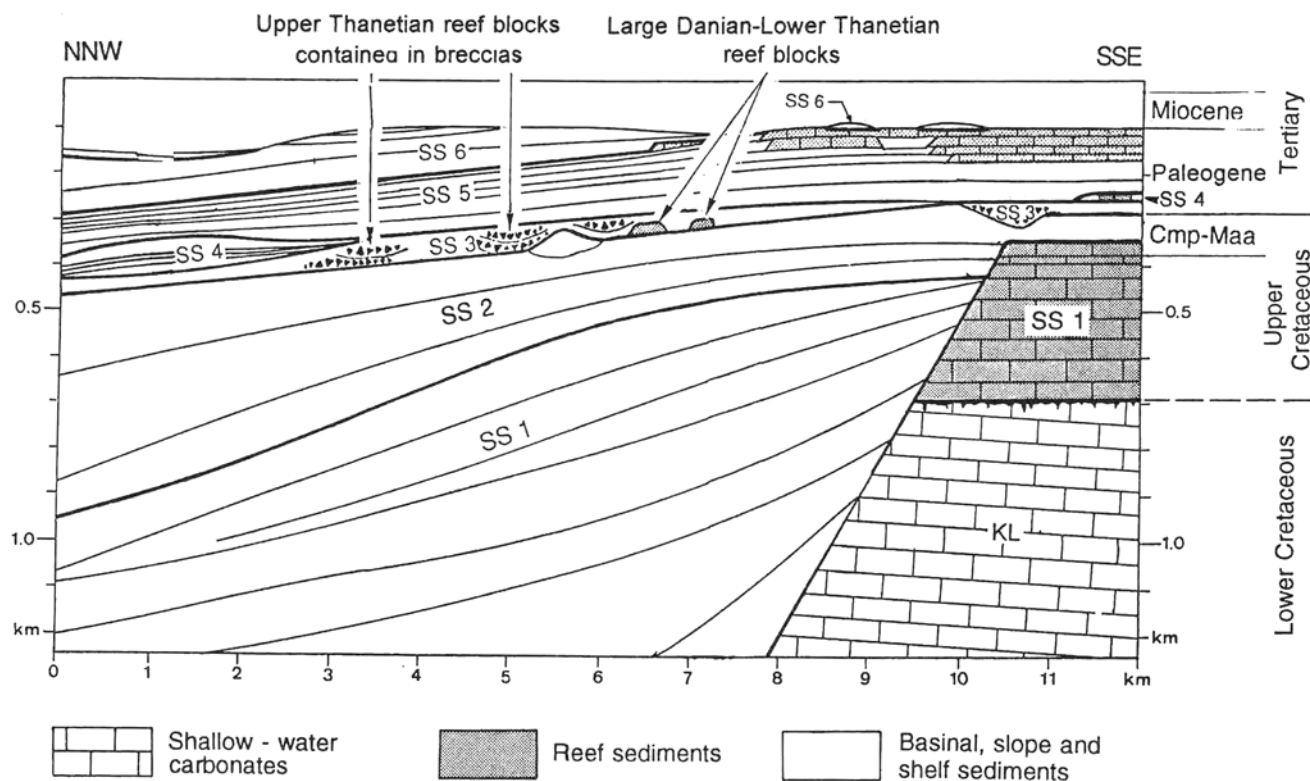 NNW
Upper Thanetian reef blocks
contained in breccias
Large Danian-Lower Thanetian
reef blocks
SSE
SS 6
Miocene
Tertiary
SS 6
Paleogene
SS 5
SS 4
SS 3
SS 4
SS 3
Cmp-Maa
SS 2
0.5
0.5
SS 1
Upper
Cretaceous
SS 1
1.0
KL
1.0
Lower Cretaceous
km
km
0 1 2 3 4 5 6 7 8 9 10 11 km
Shallow - water
carbonates
Reef sediments
Basinal, slope and
shelf sediments